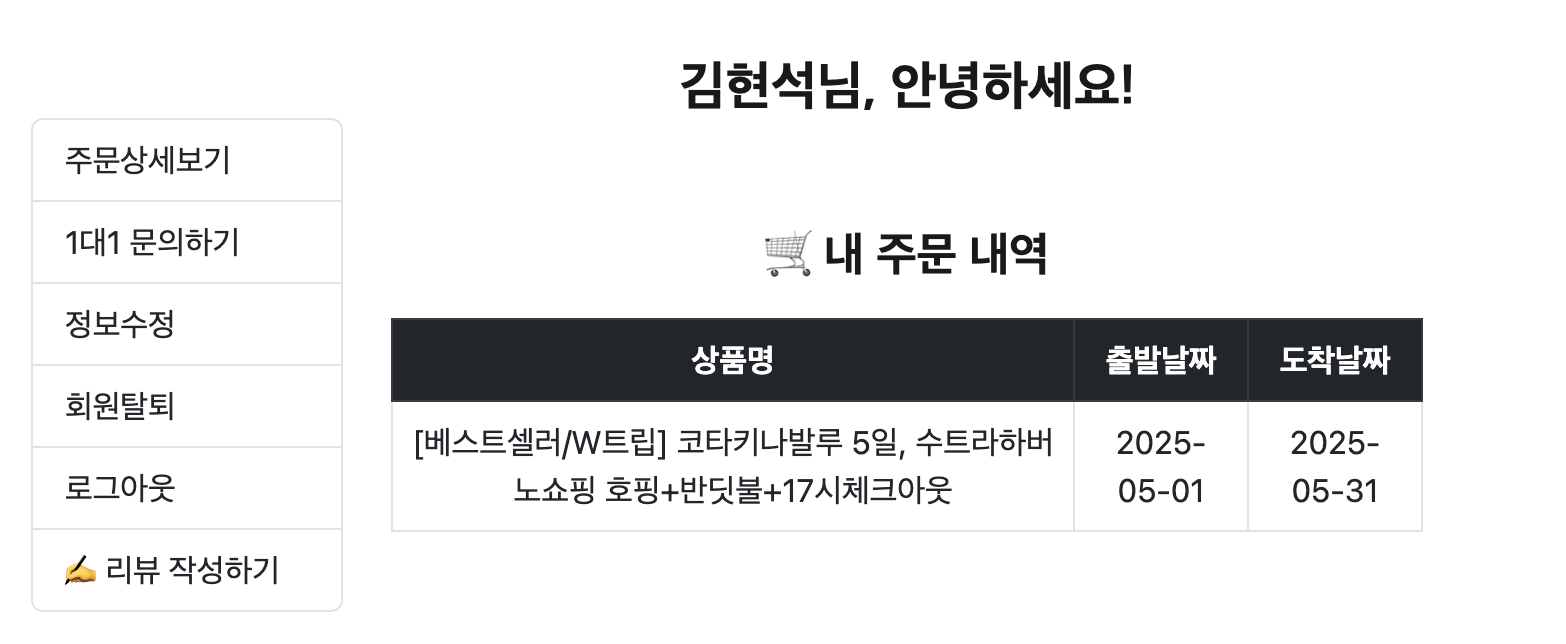 김현석님, 안녕하세요!
주문상세보기
1대1 문의하기
정보수정
회원탈퇴
로그아웃
✍️ 리뷰 작성하기
🛒 내 주문 내역
상품명 출발날짜 도착날짜
[베스트셀러/W트립] 코타키나발루 5일, 수트라하버
노쇼핑 호핑+반딧불+17시체크아웃
2025-
05-01
2025-
05-31